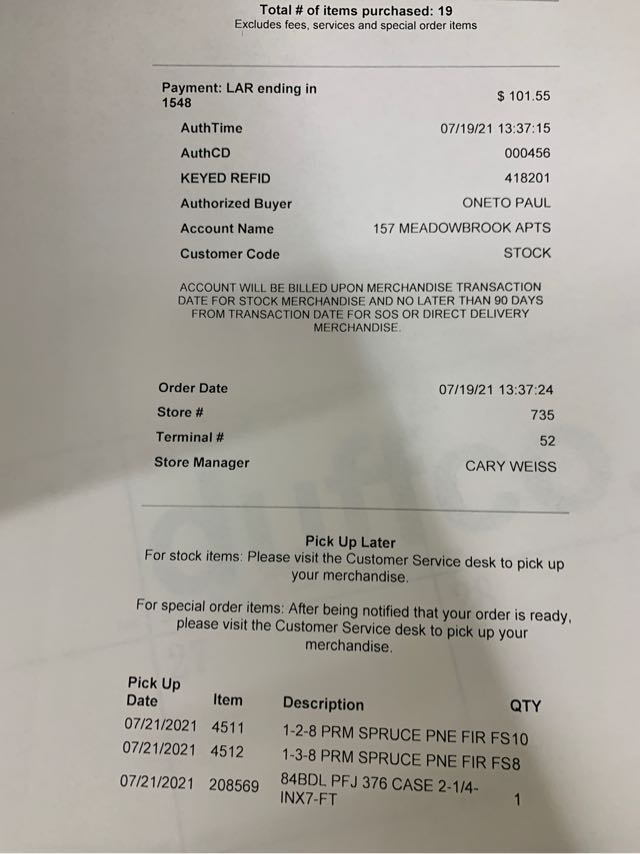 Total # of items purchased: 19
Excludes fees, services and special order items
Payment: LAR ending in
1548
$ 101.55
AuthTime 07/19/21 13:37:15
AuthCD 000456
KEYED REFID 418201
Authorized Buyer ONETO PAUL
Account Name 157 MEADOWBROOK APTS
Customer Code STOCK
ACCOUNT WILL BE BILLED UPON MERCHANDISE TRANSACTION
DATE FOR STOCK MERCHANDISE AND NO LATER THAN 90 DAYS
FROM TRANSACTION DATE FOR SOS OR DIRECT DELIVERY
MERCHANDISE.
Order Date 07/19/21 13:37:24
Store # 735
Terminal # 52
Store Manager CARY WEISS
Pick Up Later
For stock items: Please visit the Customer Service desk to pick up
your merchandise.
For special order items: After being notified that your order is ready,
please visit the Customer Service desk to pick up your
merchandise.
Pick Up
Date Item Description QTY
07/21/2021 4511 1-2-8 PRM SPRUCE PNE FIR FS10
07/21/2021 4512 1-3-8 PRM SPRUCE PNE FIR FS8
07/21/2021 208569 84BDL PFJ 376 CASE 2-1/4-
INX7-FT 1